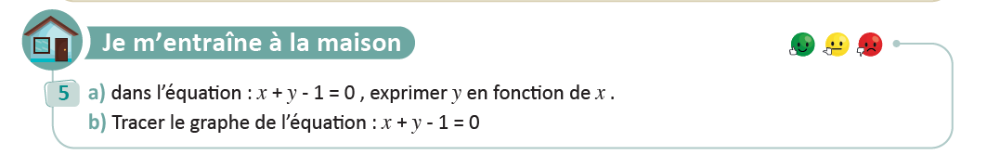 Je m'entraîne à la maison
5 a) dans l'équation : x + y - 1 = 0 , exprimer y en fonction de x .
b) Tracer le graphe de l'équation : x + y - 1 = 0